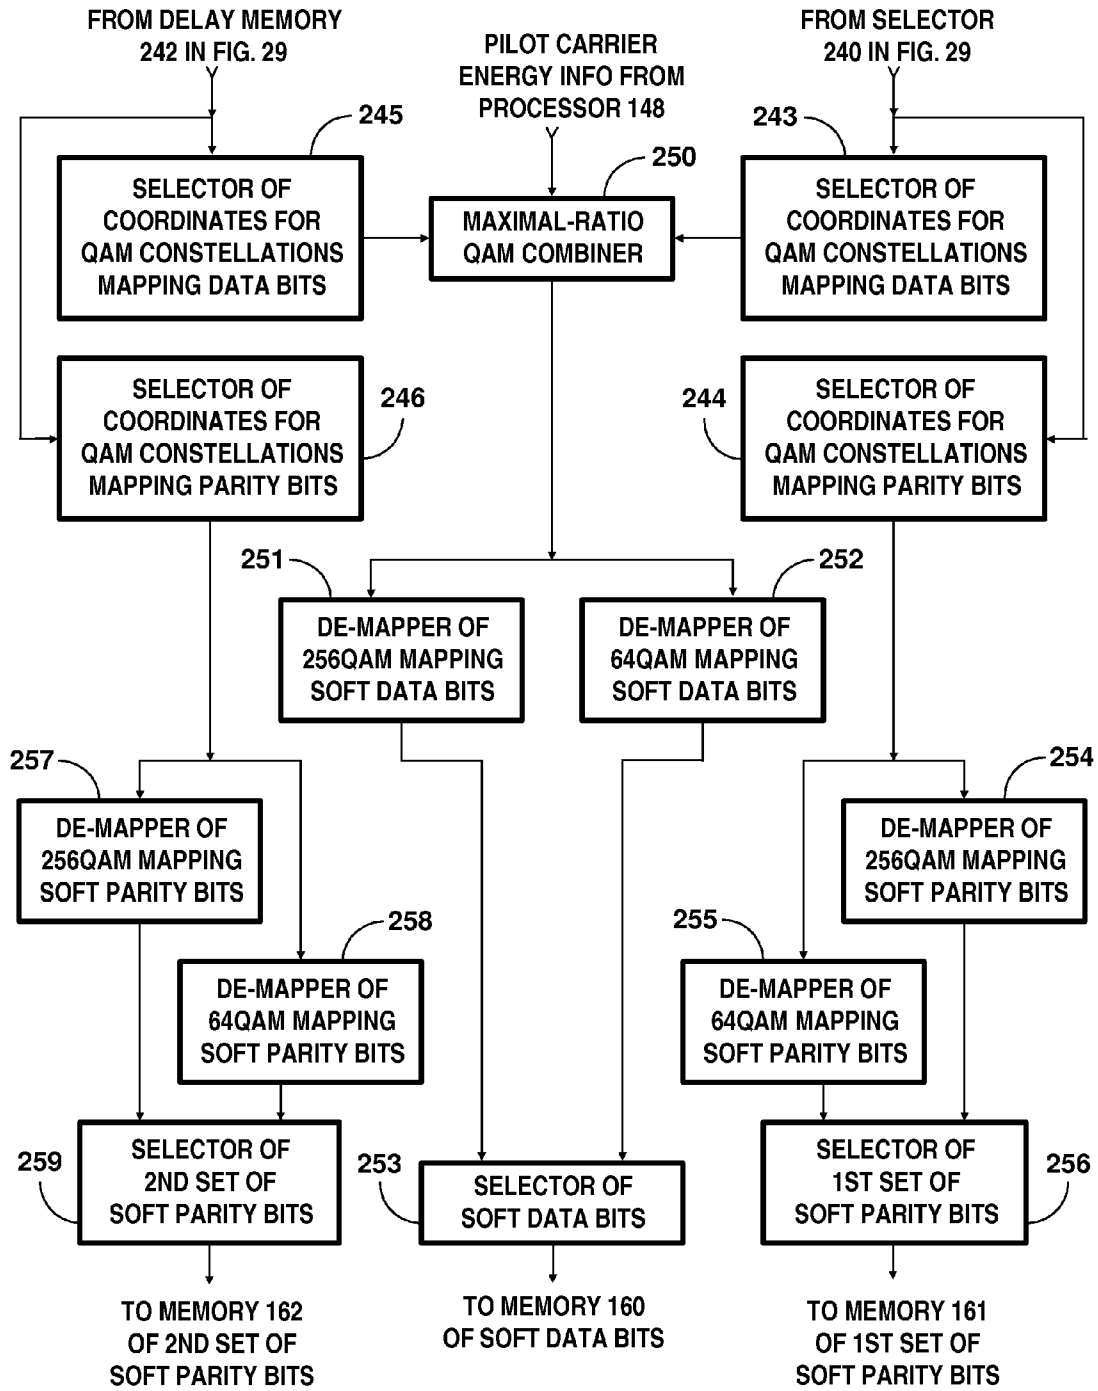 FROM DELAY MEMORY
242 IN FIG. 29
PILOT CARRIER
ENERGY INFO FROM
PROCESSOR 148
FROM SELECTOR
240 IN FIG. 29
245
SELECTOR OF
COORDINATES FOR
QAM CONSTELLATIONS
MAPPING DATA BITS
250
MAXIMAL-RATIO
QAM COMBINER
243
SELECTOR OF
COORDINATES FOR
QAM CONSTELLATIONS
MAPPING DATA BITS
246
SELECTOR OF
COORDINATES FOR
QAM CONSTELLATIONS
MAPPING PARITY BITS
244
SELECTOR OF
COORDINATES FOR
QAM CONSTELLATIONS
MAPPING PARITY BITS
251
DE-MAPPER OF
256QAM MAPPING
SOFT DATA BITS
252
DE-MAPPER OF
64QAM MAPPING
SOFT DATA BITS
257
DE-MAPPER OF
256QAM MAPPING
SOFT PARITY BITS
254
DE-MAPPER OF
256QAM MAPPING
SOFT PARITY BITS
258
DE-MAPPER OF
64QAM MAPPING
SOFT PARITY BITS
255
DE-MAPPER OF
64QAM MAPPING
SOFT PARITY BITS
259
SELECTOR OF
2ND SET OF
SOFT PARITY BITS
253
SELECTOR OF
SOFT DATA BITS
256
SELECTOR OF
1ST SET OF
SOFT PARITY BITS
TO MEMORY 162
OF 2ND SET OF
SOFT PARITY BITS
TO MEMORY 160
OF SOFT DATA BITS
TO MEMORY 161
OF 1ST SET OF
SOFT PARITY BITS